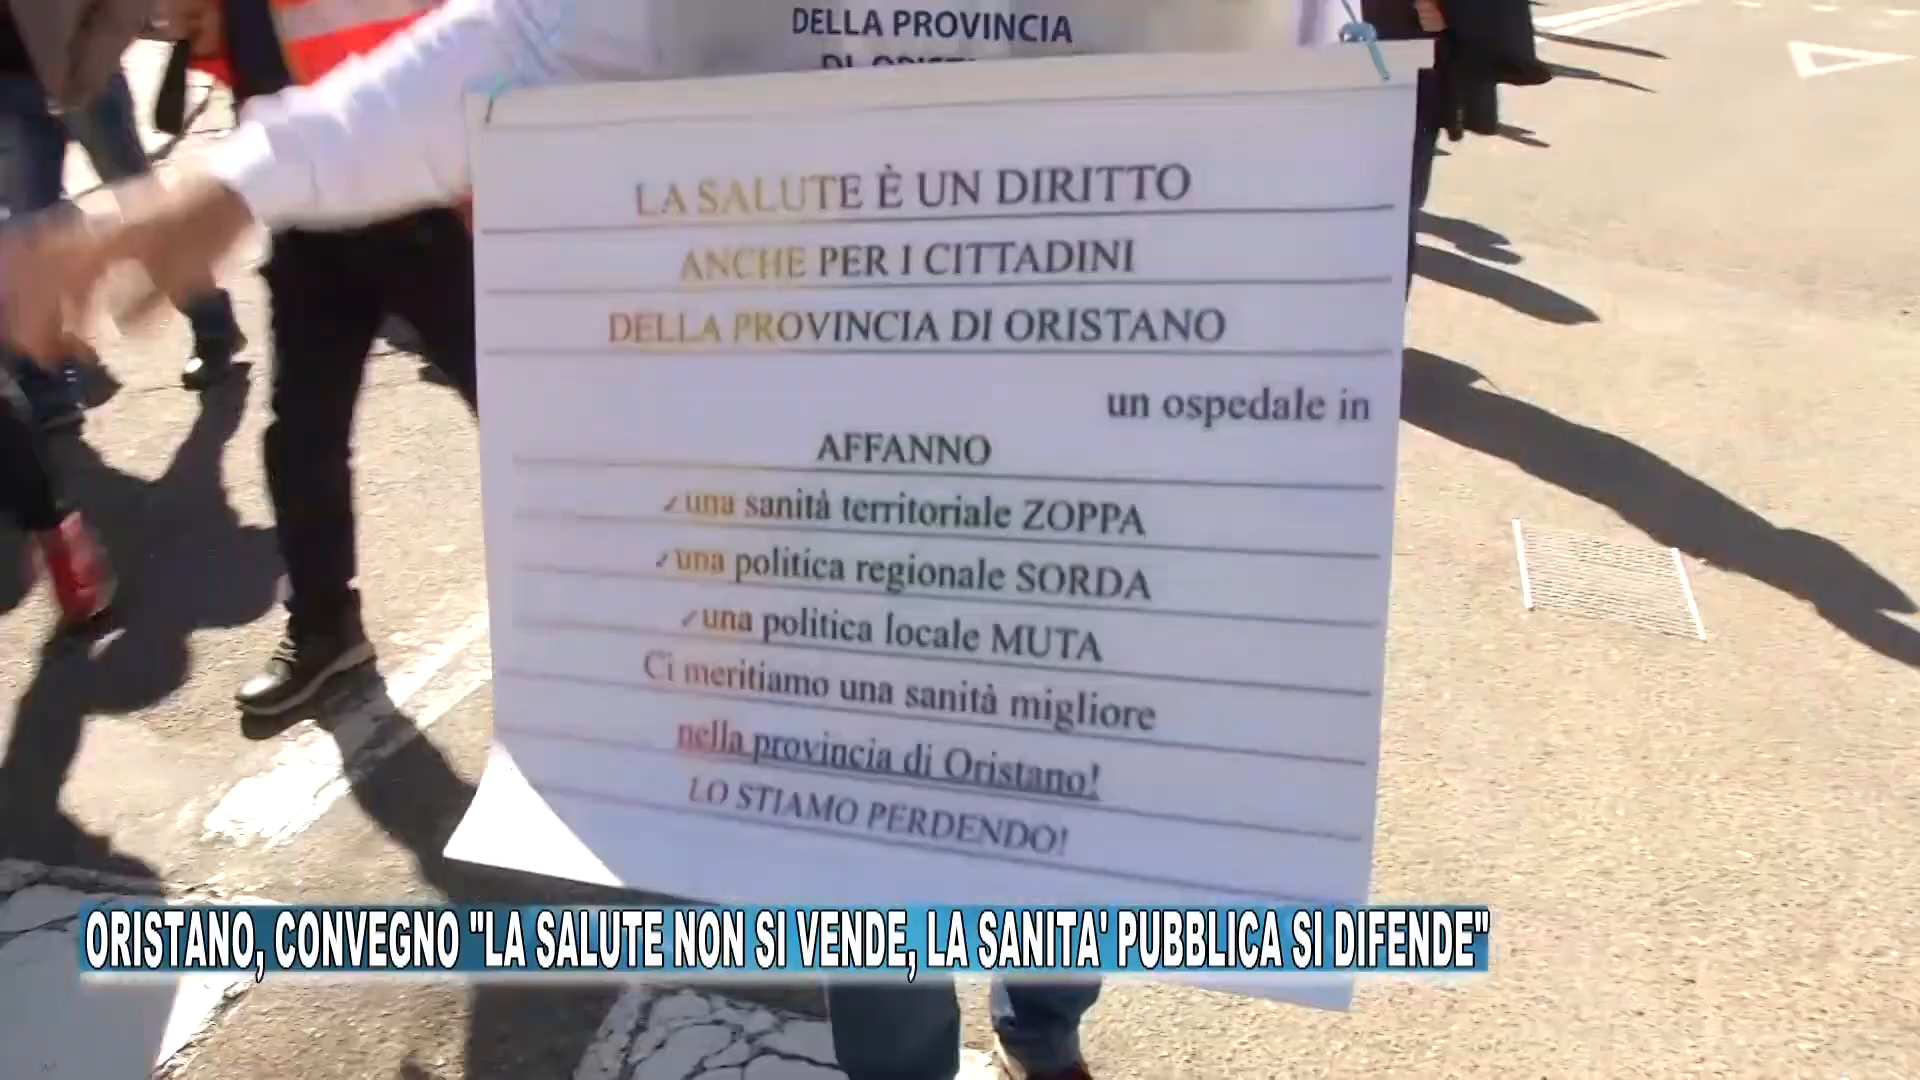 DELLA PROVINCIA
LA SALUTE È UN DIRITTO
ANCHE PER I CITTADINI
DELLA PROVINCIA DI ORISTANO
un ospedale in
AFFANNO
una sanità territoriale ZOPPA
una politica regionale SORDA
una politica locale MUTA
Ci meritiamo una sanità migliore
nella provincia di Oristano!
LO STIAMO PERDENDO!
ORISTANO, CONVEGNO "LA SALUTE NON SI VENDE, LA SANITA' PUBBLICA SI DIFENDE"